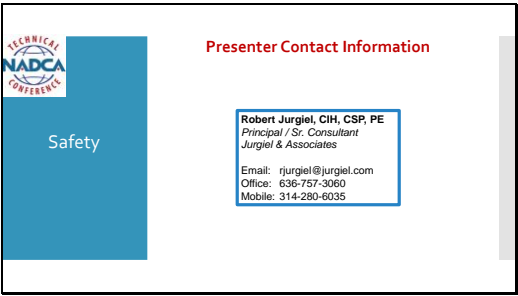 TECHNICAL
NADCA
CONFERENCE
Safety
Presenter Contact Information
Robert Jurgiel, CIH, CSP, PE
Principal / Sr. Consultant
Jurgiel & Associates
Email: rjurgiel@jurgiel.com
Office: 636-757-3060
Mobile: 314-280-6035